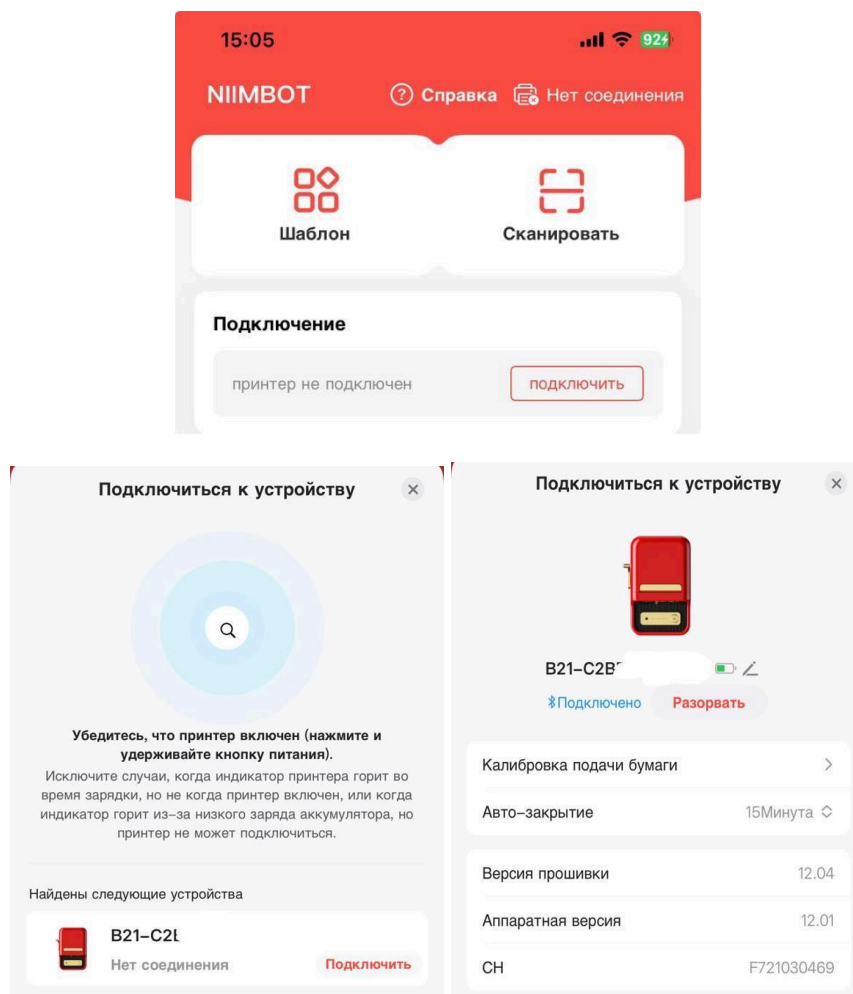 15:05
92
NIIMBOT
Справка
Нет соединения
Шаблон
Сканировать
Подключение
принтер не подключен
подключить
Подключиться к устройству
Убедитесь, что принтер включен (нажмите и
удерживайте кнопку питания).
Исключите случаи, когда индикатор принтера горит во
время зарядки, но не когда принтер включен, или когда
индикатор горит из-за низкого заряда аккумулятора, но
принтер не может подключиться.
Найдены следующие устройства
B21-C2
Нет соединения
Подключить
Подключиться к устройству
B21-C2B
Подключено
Разорвать
Калибровка подачи бумаги
Авто-закрытие
15Минута
Версия прошивки
12.04
Аппаратная версия
12.01
СН
F721030469